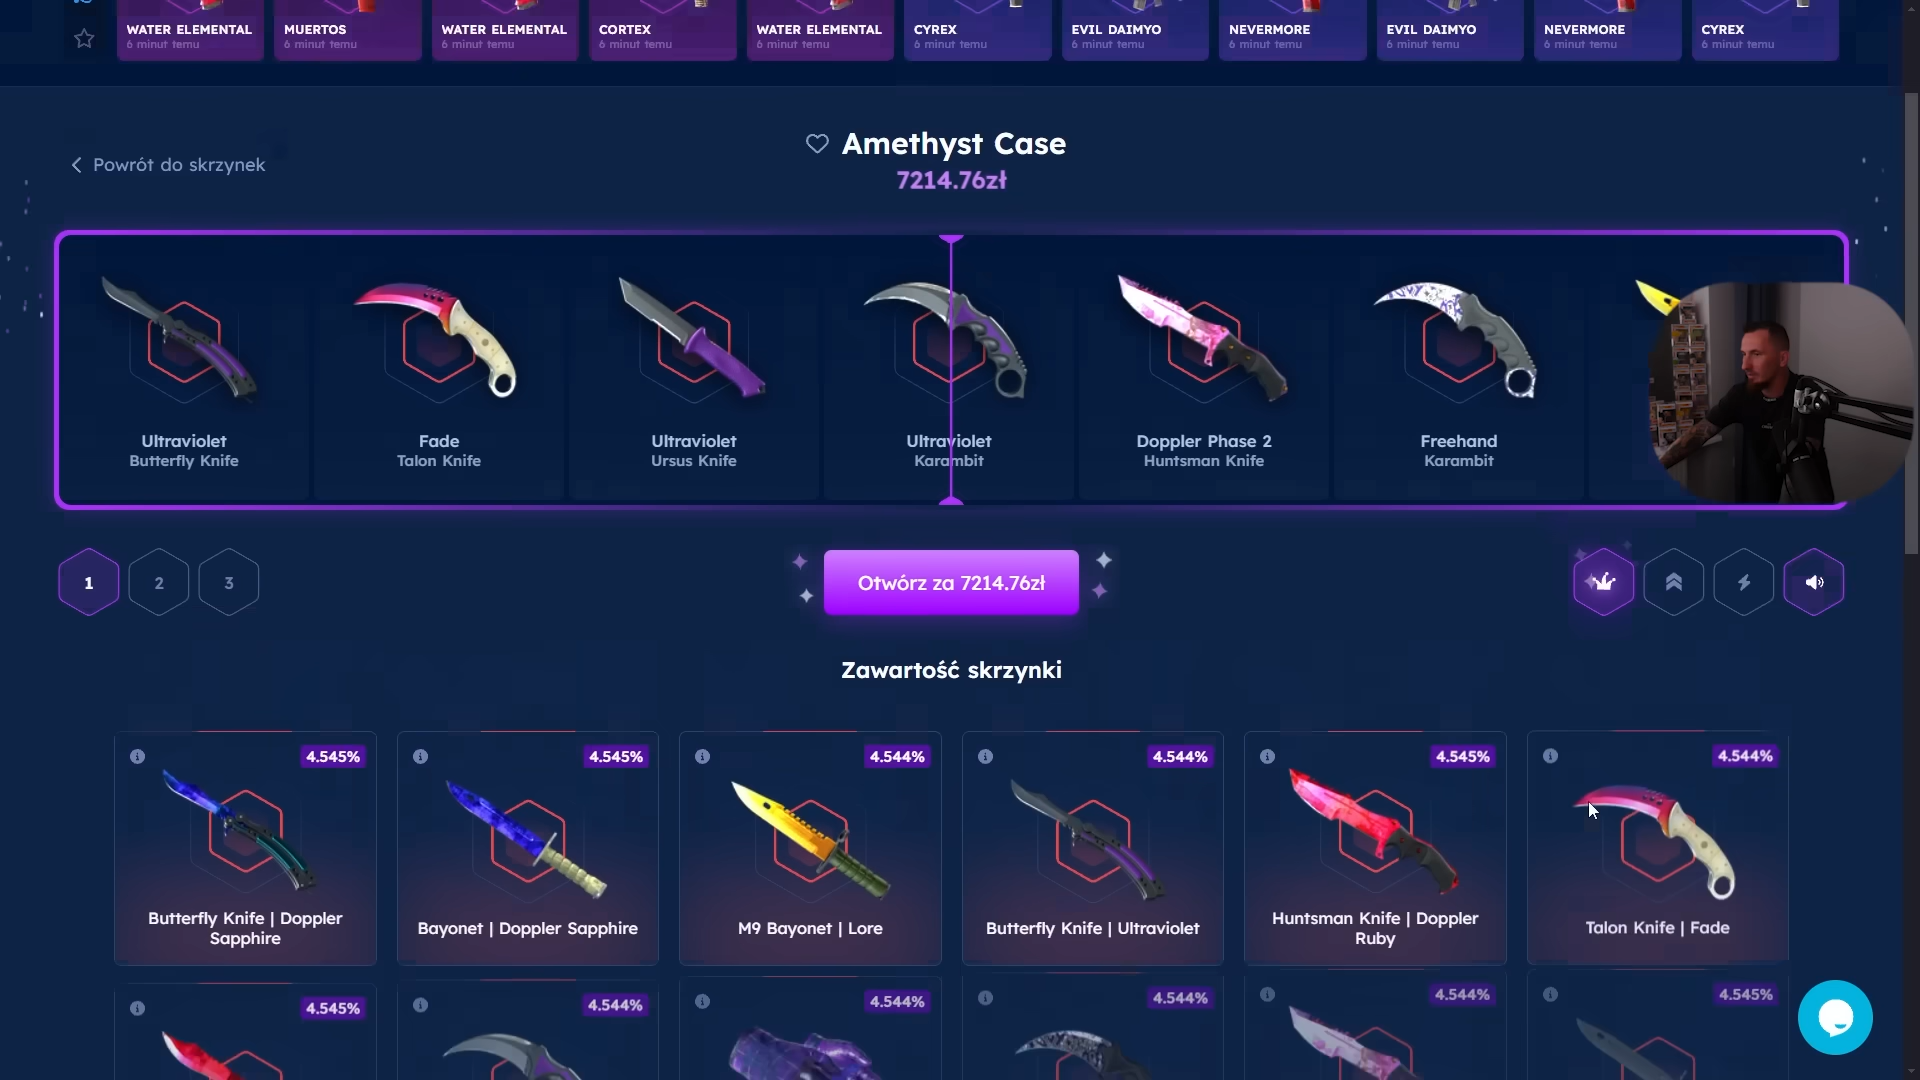 WATER ELEMENTAL
6 minut temu
MUERTOS
6 minut temu
WATER ELEMENTAL
6 minut temu
CORTEX
6 minut temu
WATER ELEMENTAL
6 minut temu
CYREX
6 minut temu
EVIL DAIMYO
6 minut temu
NEVERMORE
6 minut temu
EVIL DAIMYO
6 minut temu
NEVERMORE
6 minut temu
CYREX
6 minut temu
Powrót do skrzynek
Amethyst Case
7214.76zł
Ultraviolet
Butterfly Knife
Fade
Talon Knife
Ultraviolet
Ursus Knife
Ultraviolet
Karambit
Doppler Phase 2
Huntsman Knife
Freehand
Karambit
1
2
3
Otwórz za 7214.76zł
Zawartość skrzynki
4.545%
Butterfly Knife | Doppler
Sapphire
4.545%
Bayonet | Doppler Sapphire
4.544%
M9 Bayonet | Lore
4.544%
Butterfly Knife | Ultraviolet
4.545%
Huntsman Knife | Doppler
Ruby
4.544%
Talon Knife | Fade
4.545%
4.544%
4.544%
4.544%
4.544%
4.545%